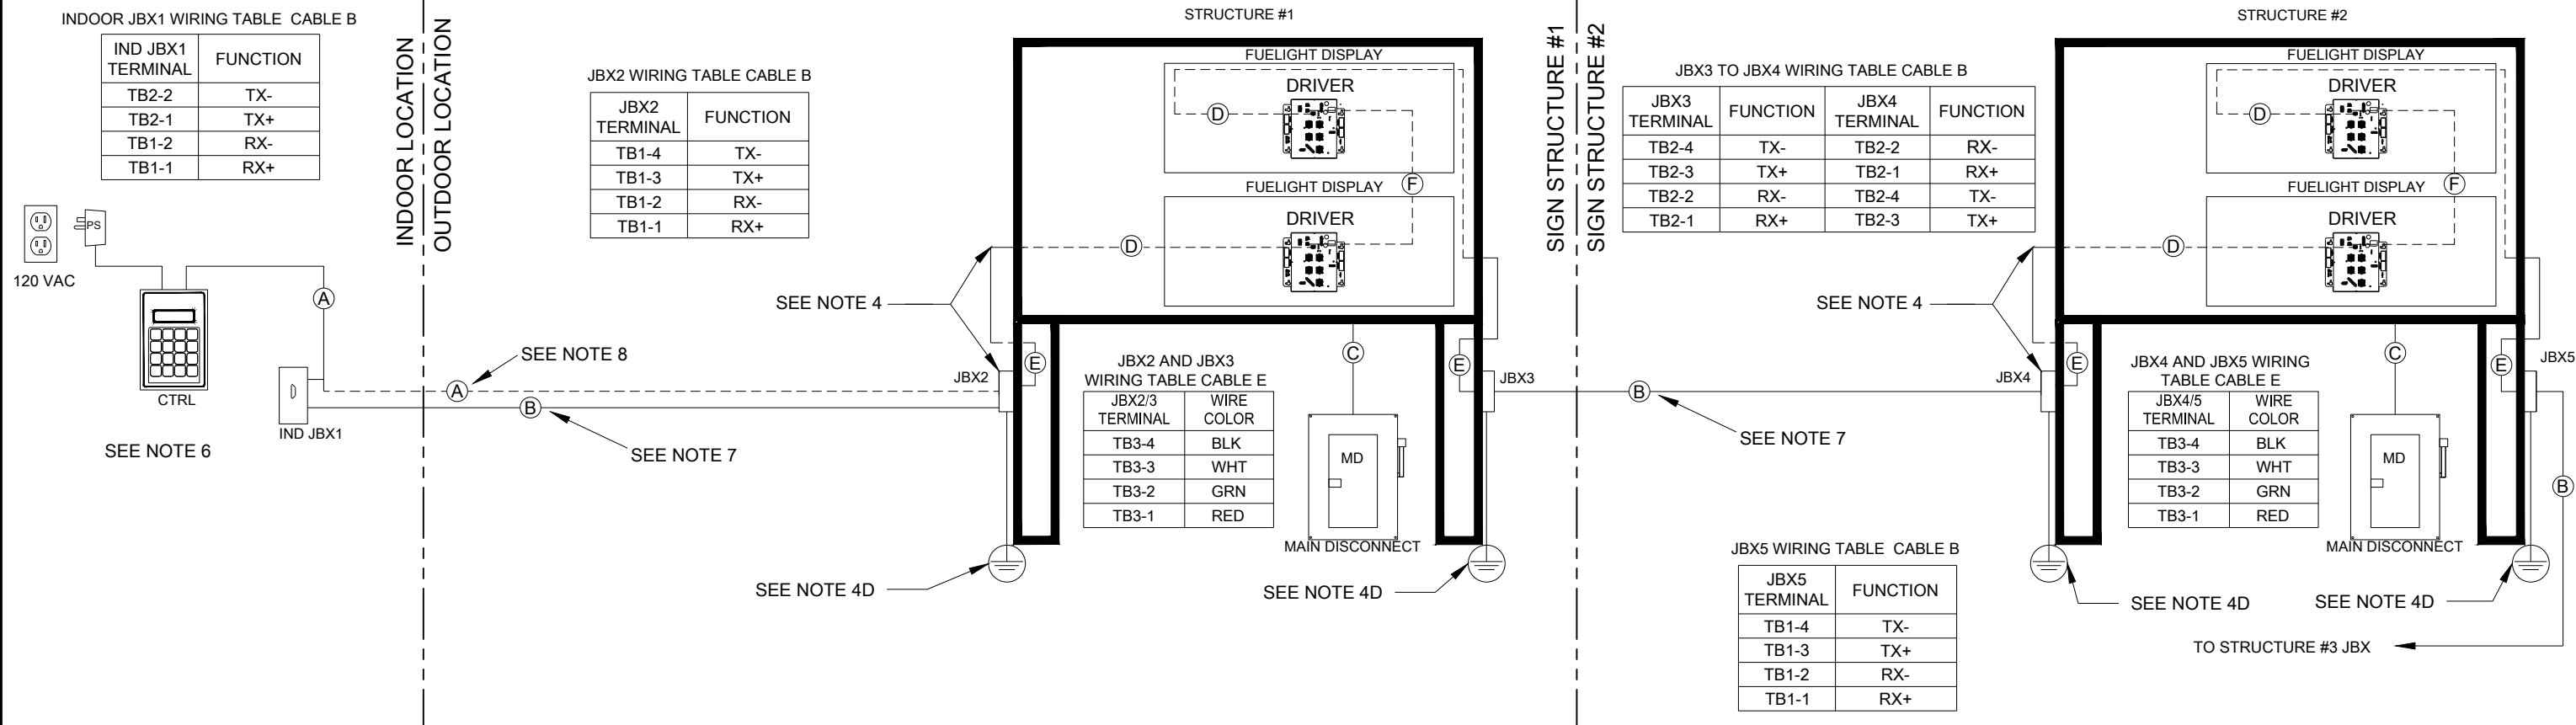 INDOOR JBX1 WIRING TABLE CABLE B
IND JBX1 TERMINAL FUNCTION
TB2-2 TX-
TB2-1 TX+
TB1-2 RX-
TB1-1 RX+
120 VAC
PS
CTRL
A
IND JBX1
SEE NOTE 6
INDOOR LOCATION
OUTDOOR LOCATION
JBX2 WIRING TABLE CABLE B
JBX2 TERMINAL FUNCTION
TB1-4 TX-
TB1-3 TX+
TB1-2 RX-
TB1-1 RX+
SEE NOTE 4
SEE NOTE 8
A
B
SEE NOTE 7
JBX2
SEE NOTE 4D
STRUCTURE #1
FUELIGHT DISPLAY
DRIVER
D
F
FUELIGHT DISPLAY
DRIVER
D
E
C
E
JBX2 AND JBX3
WIRING TABLE CABLE E
JBX2/3 TERMINAL WIRE COLOR
TB3-4 BLK
TB3-3 WHT
TB3-2 GRN
TB3-1 RED
MD
MAIN DISCONNECT
SEE NOTE 4D
JBX3
SIGN STRUCTURE #1
SIGN STRUCTURE #2
JBX3 TO JBX4 WIRING TABLE CABLE B
JBX3 TERMINAL FUNCTION JBX4 TERMINAL FUNCTION
TB2-4 TX- TB2-2 RX-
TB2-3 TX+ TB2-1 RX+
TB2-2 RX- TB2-4 TX-
TB2-1 RX+ TB2-3 TX+
SEE NOTE 4
B
SEE NOTE 7
JBX4
STRUCTURE #2
FUELIGHT DISPLAY
DRIVER
D
F
FUELIGHT DISPLAY
DRIVER
D
E
C
E
JBX5
JBX4 AND JBX5 WIRING
TABLE CABLE E
JBX4/5 TERMINAL WIRE COLOR
TB3-4 BLK
TB3-3 WHT
TB3-2 GRN
TB3-1 RED
MD
MAIN DISCONNECT
B
JBX5 WIRING TABLE CABLE B
JBX5 TERMINAL FUNCTION
TB1-4 TX-
TB1-3 TX+
TB1-2 RX-
TB1-1 RX+
SEE NOTE 4D
SEE NOTE 4D
TO STRUCTURE #3 JBX